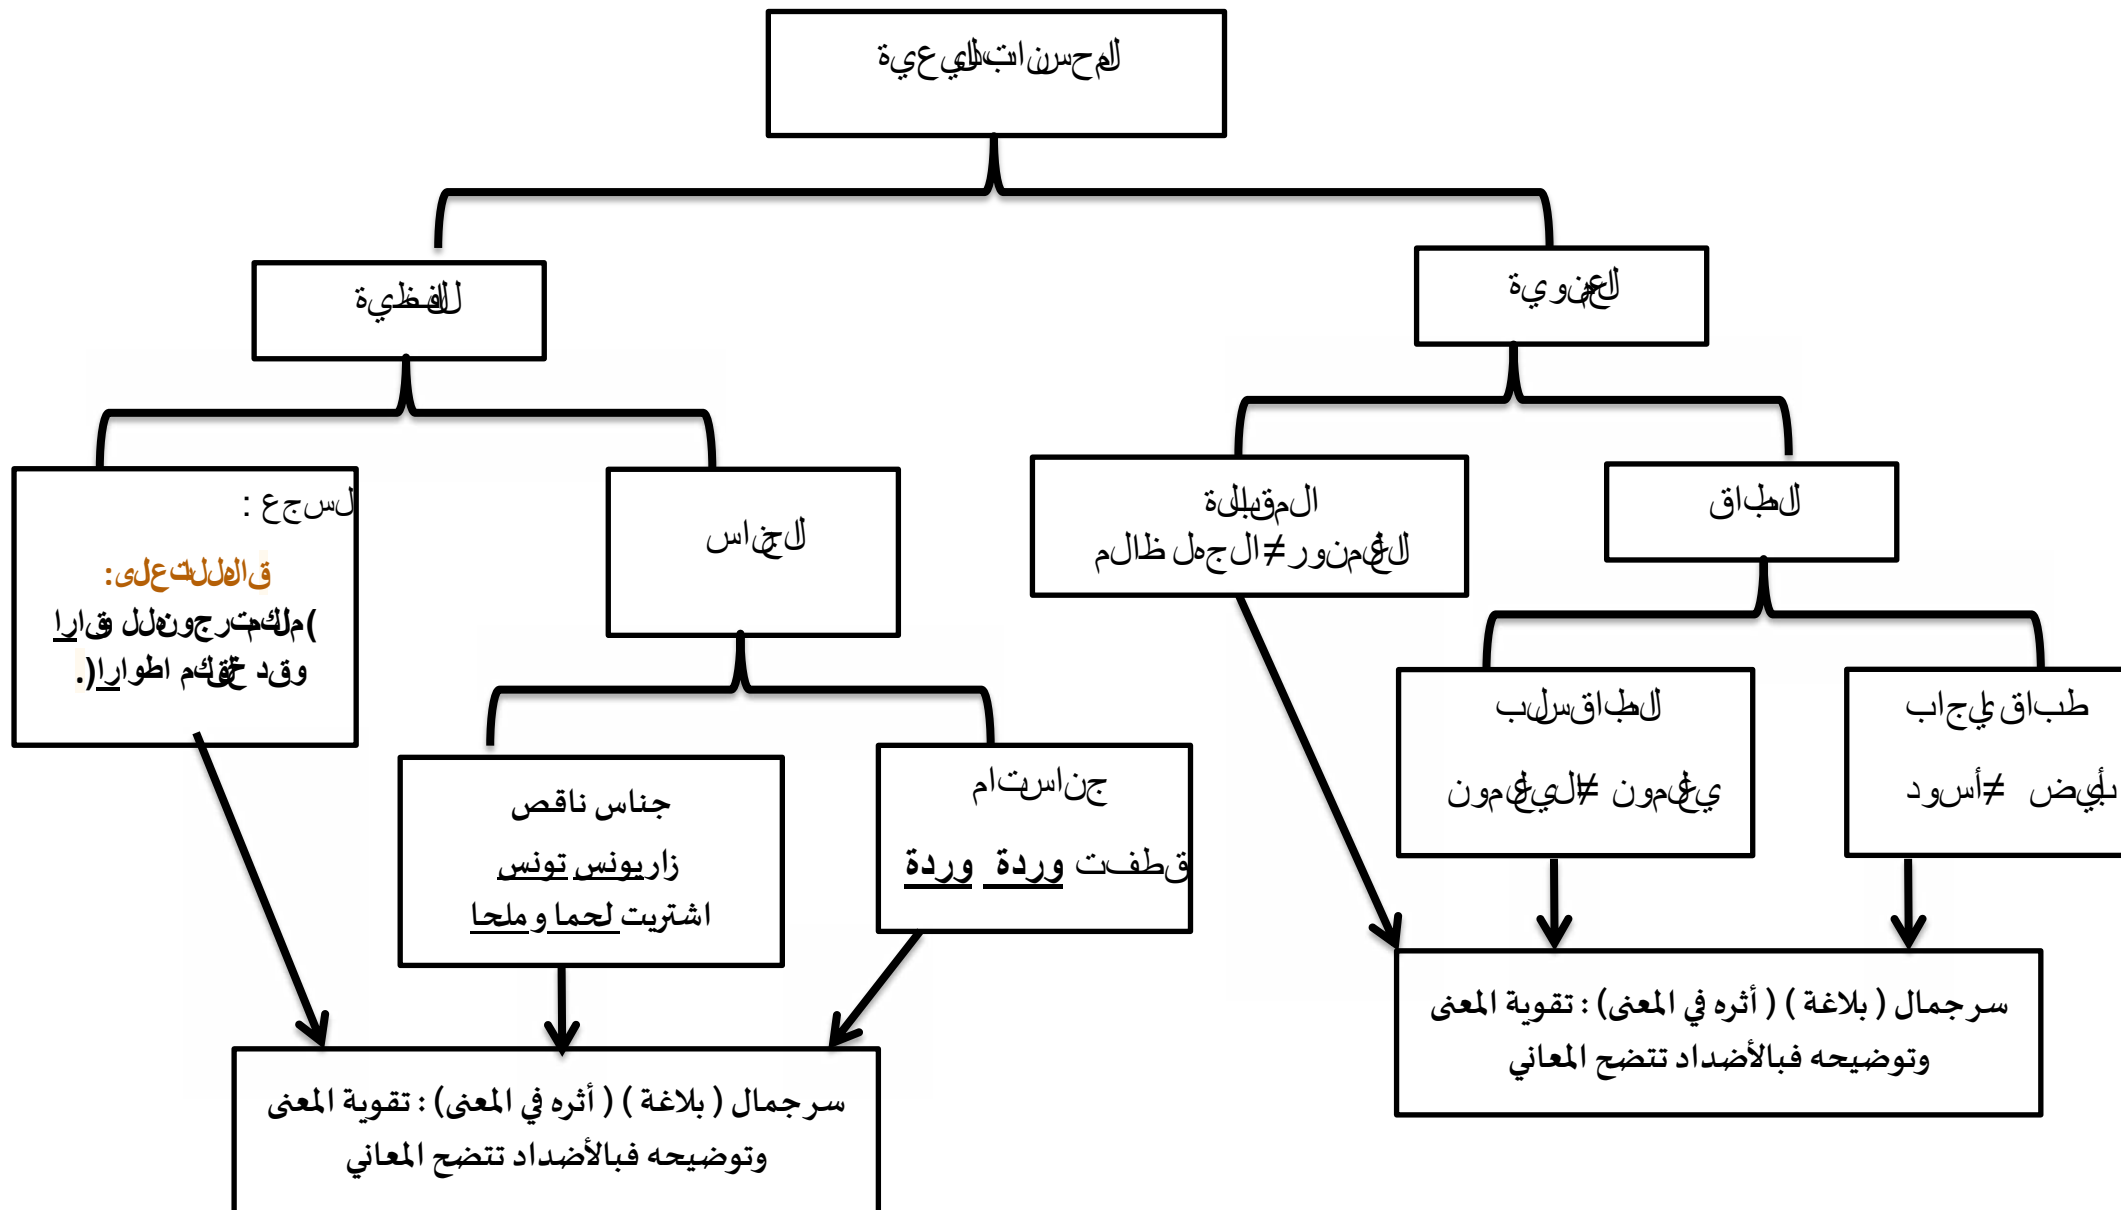 المحسنات البديعية
المعنوية
اللفظية
الطباق
المقابلة
العلم نور ≠ الجهل ظلام
الجناس
السجع :
قال الله تعالى:
(ما لكم لا ترجون لله وقارا
وقد خلقكم اطوارا).
طباق ايجاب
أبيض ≠ أسود
الطباق سلب
يعلمون ≠ لا يعلمون
جناس تام
قطفت وردة وردة
جناس ناقص
زار يونس تونس
اشتريت لحما و ملحا
سر جمال ( بلاغة ) ( أثره في المعنى) : تقوية المعنى
وتوضيحه فبالأضداد تتضح المعاني
سر جمال ( بلاغة ) ( أثره في المعنى) : تقوية المعنى
وتوضيحه فبالأضداد تتضح المعاني